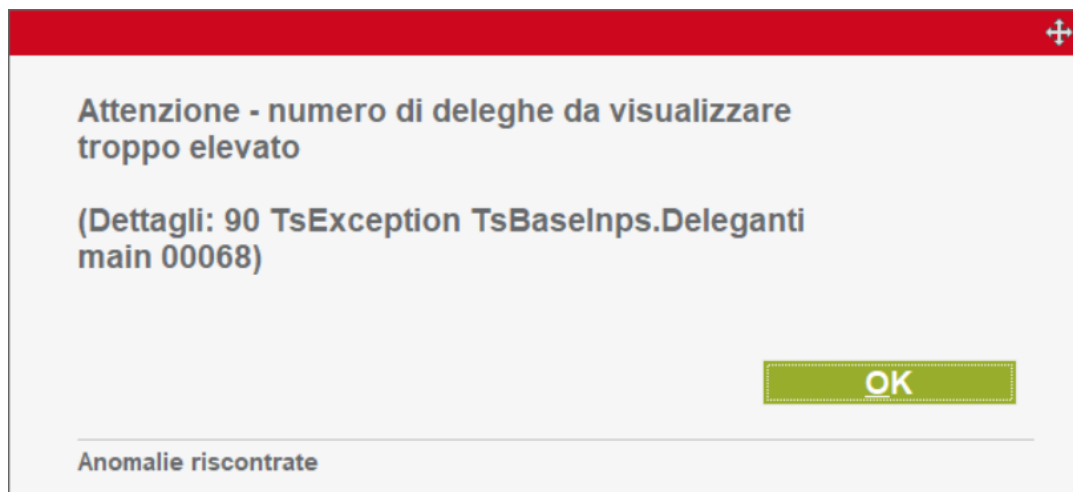 Attenzione - numero di deleghe da visualizzare
troppo elevato
(Dettagli: 90 TsException TsBaseInps.Deleganti
main 00068)
OK
Anomalie riscontrate